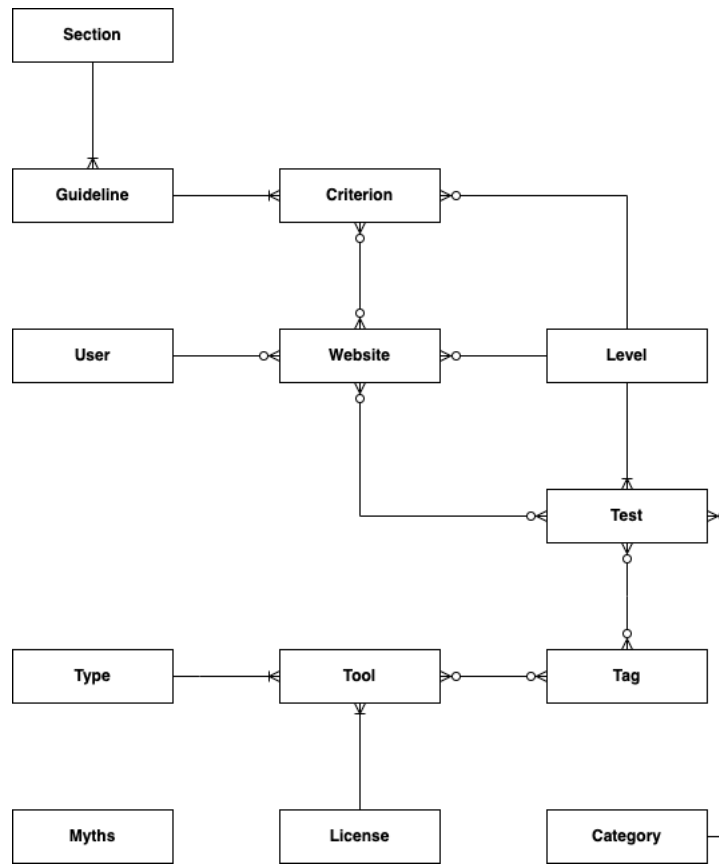 Section
Guideline
Criterion
User
Website
Level
Test
Type
Tool
Tag
Myths
License
Category